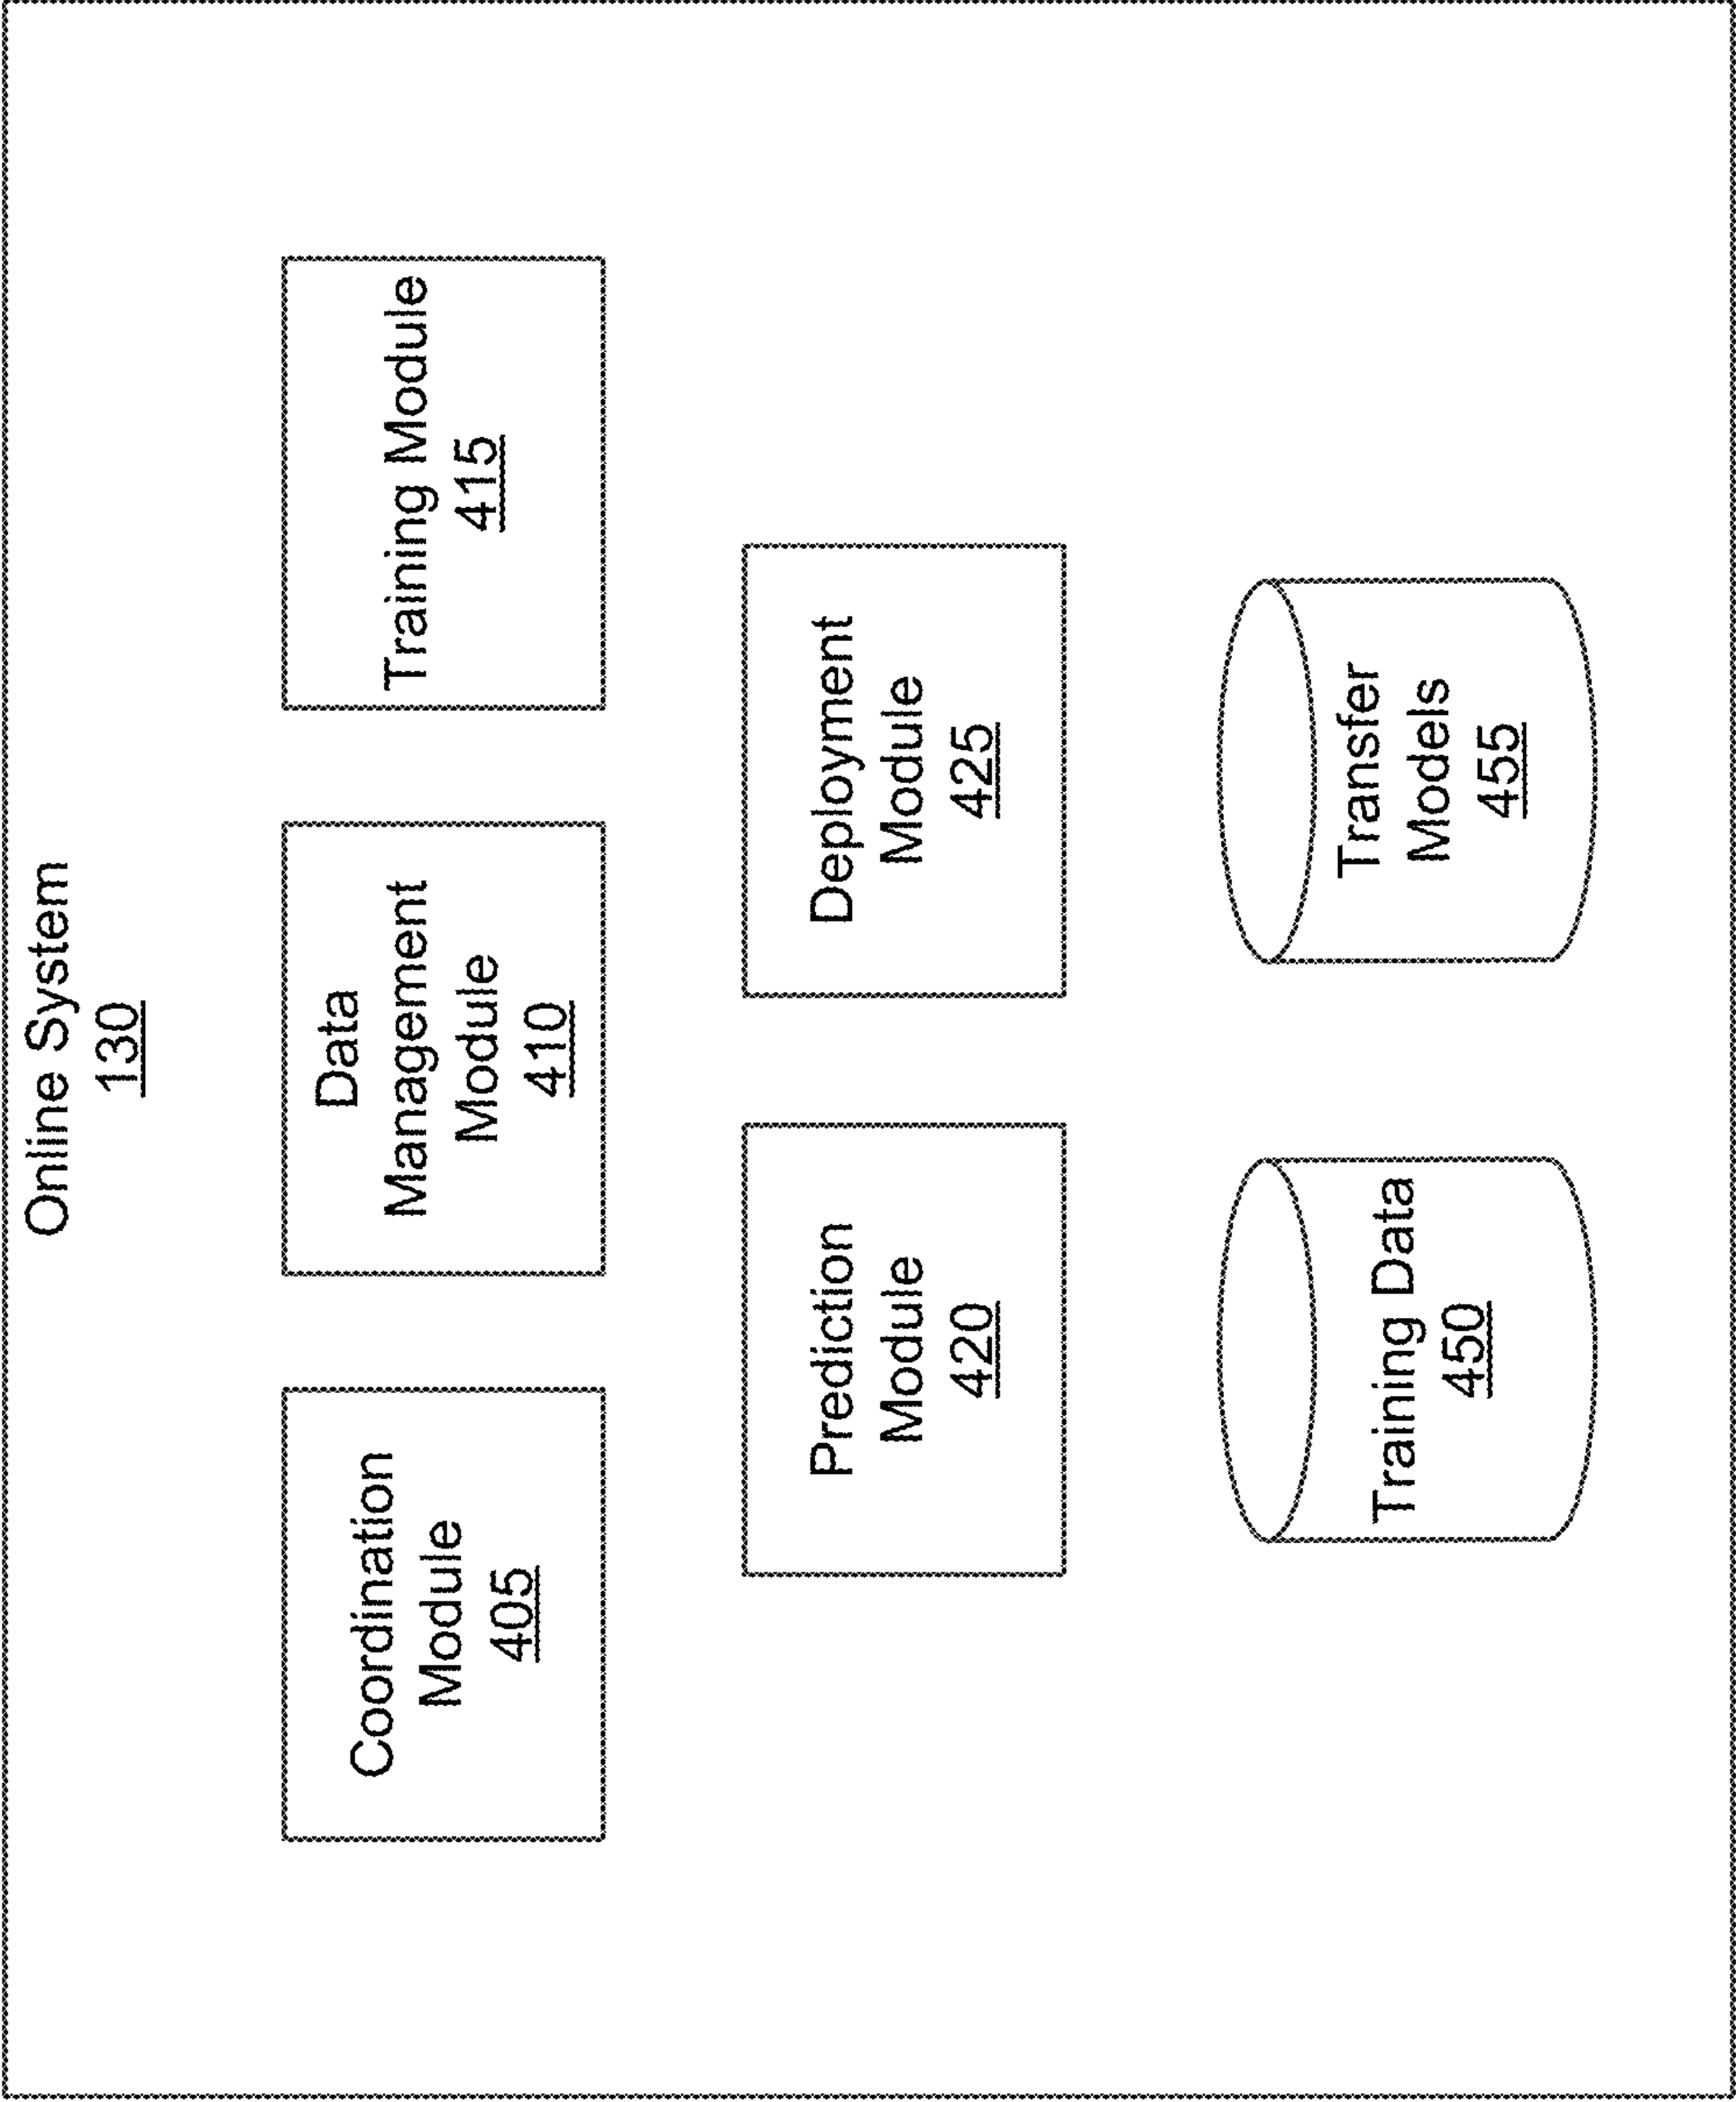 Online System
130
Coordination
Module
405
Data
Management
Module
410
Training Module
415
Prediction
Module
420
Deployment
Module
425
Training Data
450
Transfer
Models
455